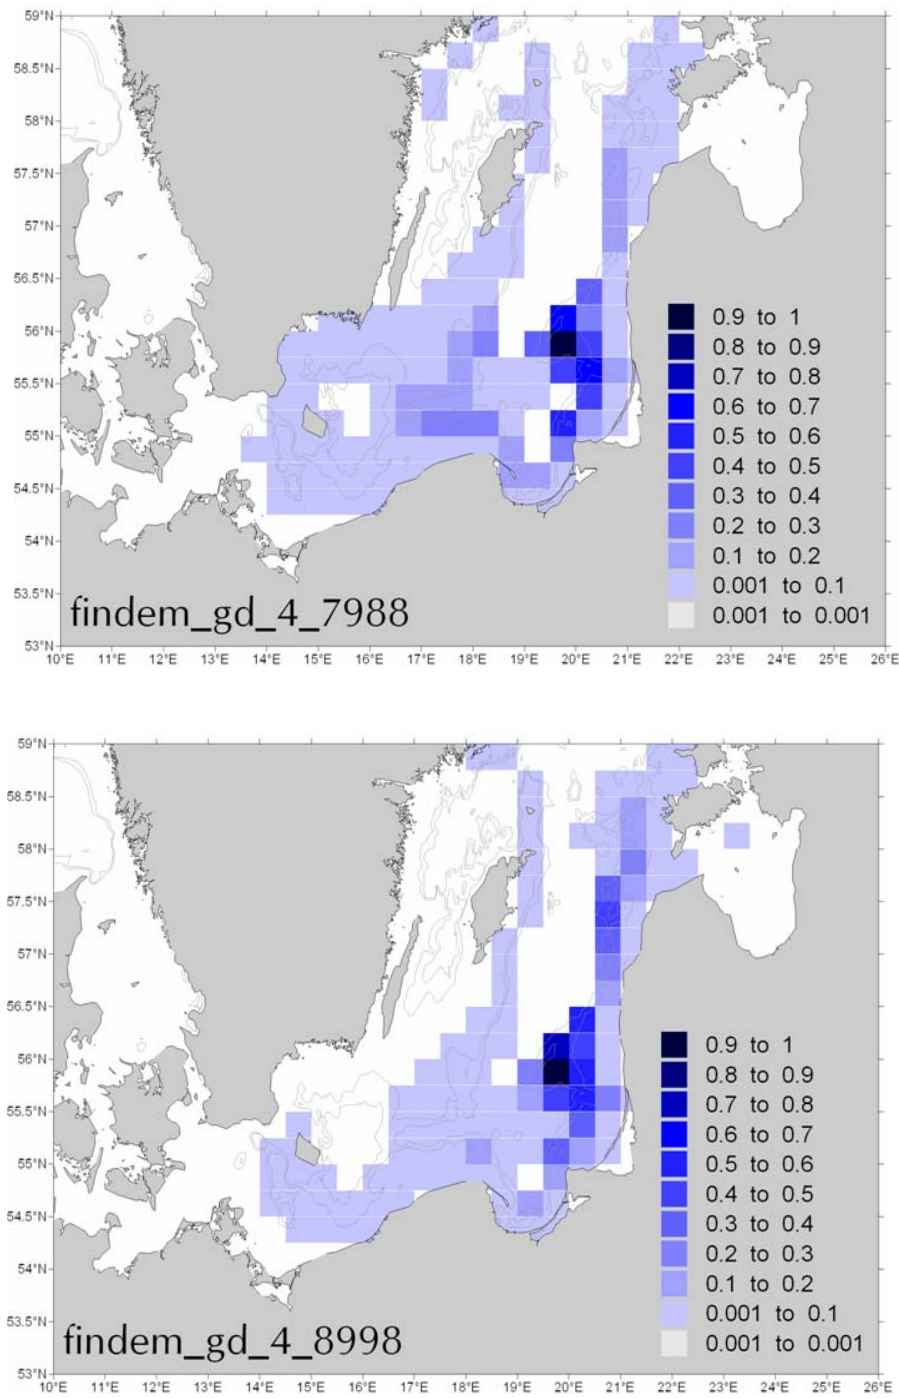 59°N
58.5°N
58°N
57.5°N
57°N
56.5°N
56°N
55.5°N
55°N
54.5°N
54°N
53.5°N
53°N
0.9 to 1
0.8 to 0.9
0.7 to 0.8
0.6 to 0.7
0.5 to 0.6
0.4 to 0.5
0.3 to 0.4
0.2 to 0.3
0.1 to 0.2
0.001 to 0.1
0.001 to 0.001
findem_gd_4_7988
10°E 11°E 12°E 13°E 14°E 15°E 16°E 17°E 18°E 19°E 20°E 21°E 22°E 23°E 24°E 25°E 26°E
59°N
58.5°N
58°N
57.5°N
57°N
56.5°N
56°N
55.5°N
55°N
54.5°N
54°N
53.5°N
53°N
0.9 to 1
0.8 to 0.9
0.7 to 0.8
0.6 to 0.7
0.5 to 0.6
0.4 to 0.5
0.3 to 0.4
0.2 to 0.3
0.1 to 0.2
0.001 to 0.1
0.001 to 0.001
findem_gd_4_8998
10°E 11°E 12°E 13°E 14°E 15°E 16°E 17°E 18°E 19°E 20°E 21°E 22°E 23°E 24°E 25°E 26°E